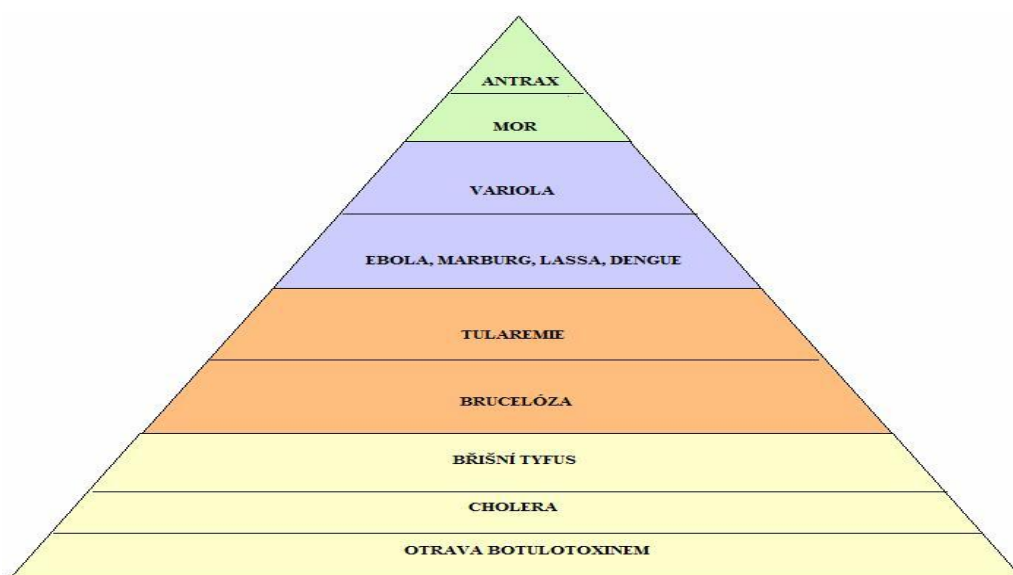 ANTRAX
MOR
VARIOLA
EBOLA, MARBURG, LASSA, DENGUE
TULAREMIE
BRUCELÓZA
BŘIŠNÍ TYFUS
CHOLERA
OTRAVA BOTULOTOXINEM